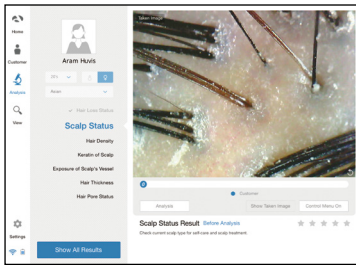 Taken Image
Home
Customer
Analysis
View
Settings
Aram Huvis
Asian
Hair Loss Status
Scalp Status
Hair Density
Keratin of Scalp
Exposure of Scalp's Vessel
Hair Thickness
Hair Pore Status
Show All Results
Customer
Analysis
Show Taken Image
Control Menu On
Scalp Status Result Before Analysis
Check current scalp type for self-care and scalp treatment.